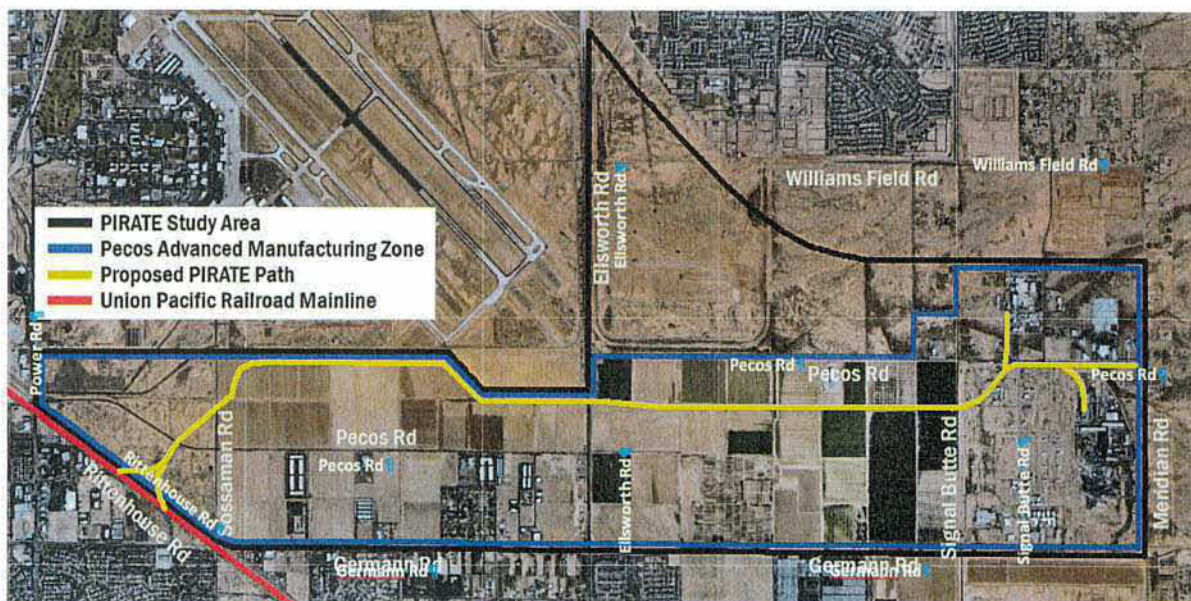 Williams Field Rd
Williams Field Rd
Ellsworth Rd
Ellsworth Rd
PIRATE Study Area
Pecos Advanced Manufacturing Zone
Proposed PIRATE Path
Union Pacific Railroad Mainline
Power Rd
Pecos Rd
Pecos Rd
Pecos Rd
Sossaman Rd
Pecos Rd
Pecos Rd
Rittenhouse Rd
Rittenhouse Rd
Ellsworth Rd
Signal Butte Rd
Signal Butte Rd
Meridian Rd
Germann Rd
Germann Rd
Germann Rd
Germann Rd